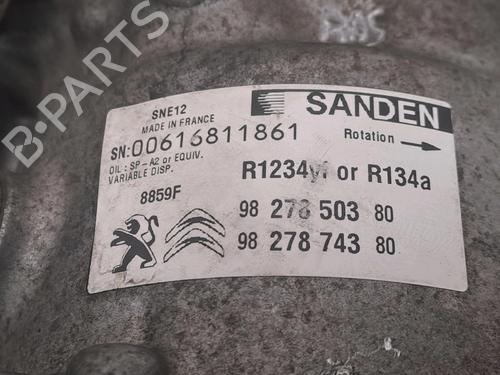 SNE12
MADE IN FRANCE
SN:00616811861
OIL : SP-A2 or EQUIV.
VARIABLE DISP.
8859F
SANDEN
Rotation
R1234yf or R134a
98 278 503 80
98 278 743 80
B-PARTS